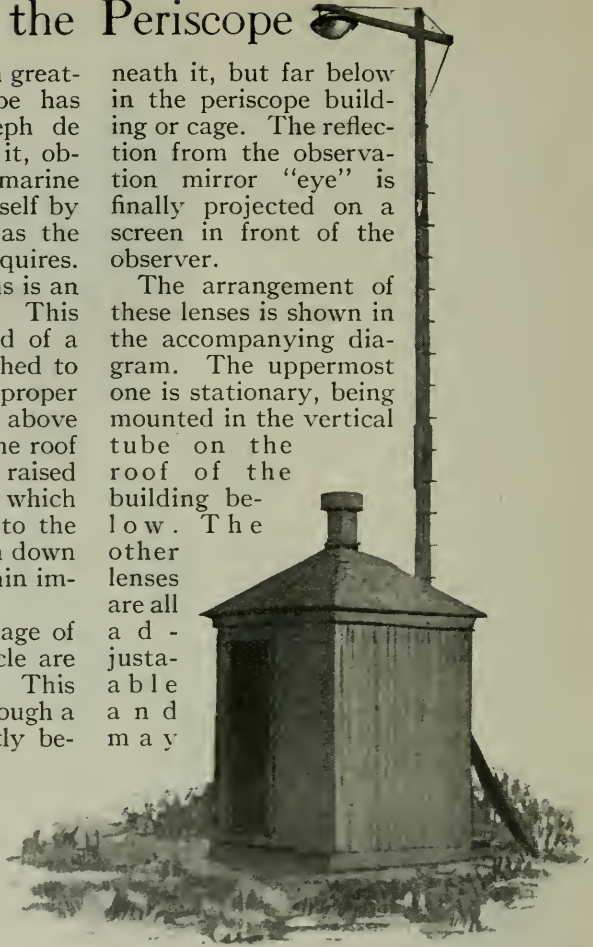 the Periscope
great-
has
eph de
it, ob-
marine
self by
as the
quires.
is an
This
d of a
hed to
proper
above
roof
raised
which
to the
down
im-
age of
cle are
This
ough a
tly be-
neath it, but far below
in the periscope build-
ing or cage. The reflec-
tion from the observa-
tion mirror "eye" is
finally projected on a
screen in front of the
observer.
The arrangement of
these lenses is shown in
the accompanying dia-
gram. The uppermost
one is stationary, being
mounted in the vertical
tube on the
roof of the
building be-
low. The
other
lenses
are all
ad-
justa-
able
and
may